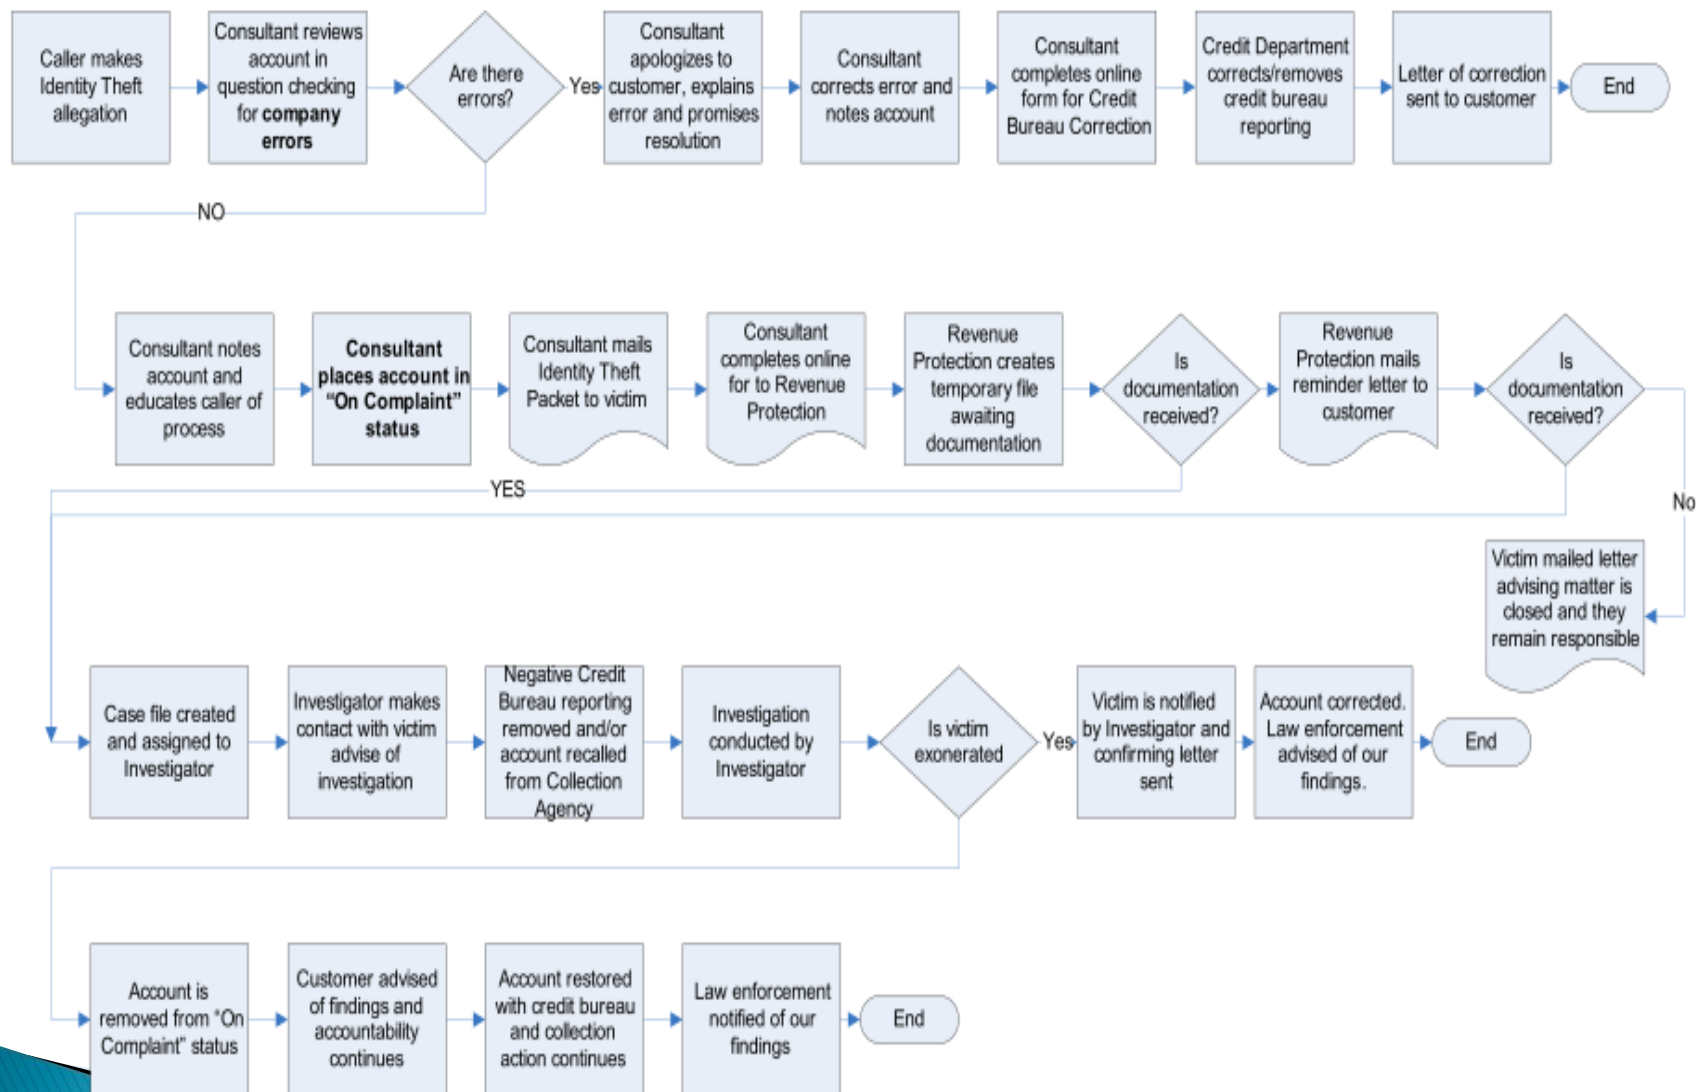 Caller makes
Identity Theft
allegation
Consultant reviews
account in
question checking
for company
errors
Are there
errors?
Yes
Consultant
apologizes to
customer, explains
error and promises
resolution
Consultant
corrects error and
notes account
Consultant
completes online
form for Credit
Bureau Correction
Credit Department
corrects/removes
credit bureau
reporting
Letter of correction
sent to customer
End
NO
Consultant notes
account and
educates caller of
process
Consultant
places account in
“On Complaint”
status
Consultant mails
Identity Theft
Packet to victim
Consultant
completes online
for to Revenue
Protection
Revenue
Protection creates
temporary file
awaiting
documentation
Is
documentation
received?
Revenue
Protection mails
reminder letter to
customer
Is
documentation
received?
YES
No
Victim mailed letter
advising matter is
closed and they
remain responsible
Case file created
and assigned to
Investigator
Investigator makes
contact with victim
advise of
investigation
Negative Credit
Bureau reporting
removed and/or
account recalled
from Collection
Agency
Investigation
conducted by
Investigator
Is victim
exonerated
Yes
Victim is notified
by Investigator and
confirming letter
sent
Account corrected.
Law enforcement
advised of our
findings.
End
Account is
removed from “On
Complaint” status
Customer advised
of findings and
accountability
continues
Account restored
with credit bureau
and collection
action continues
Law enforcement
notified of our
findings
End